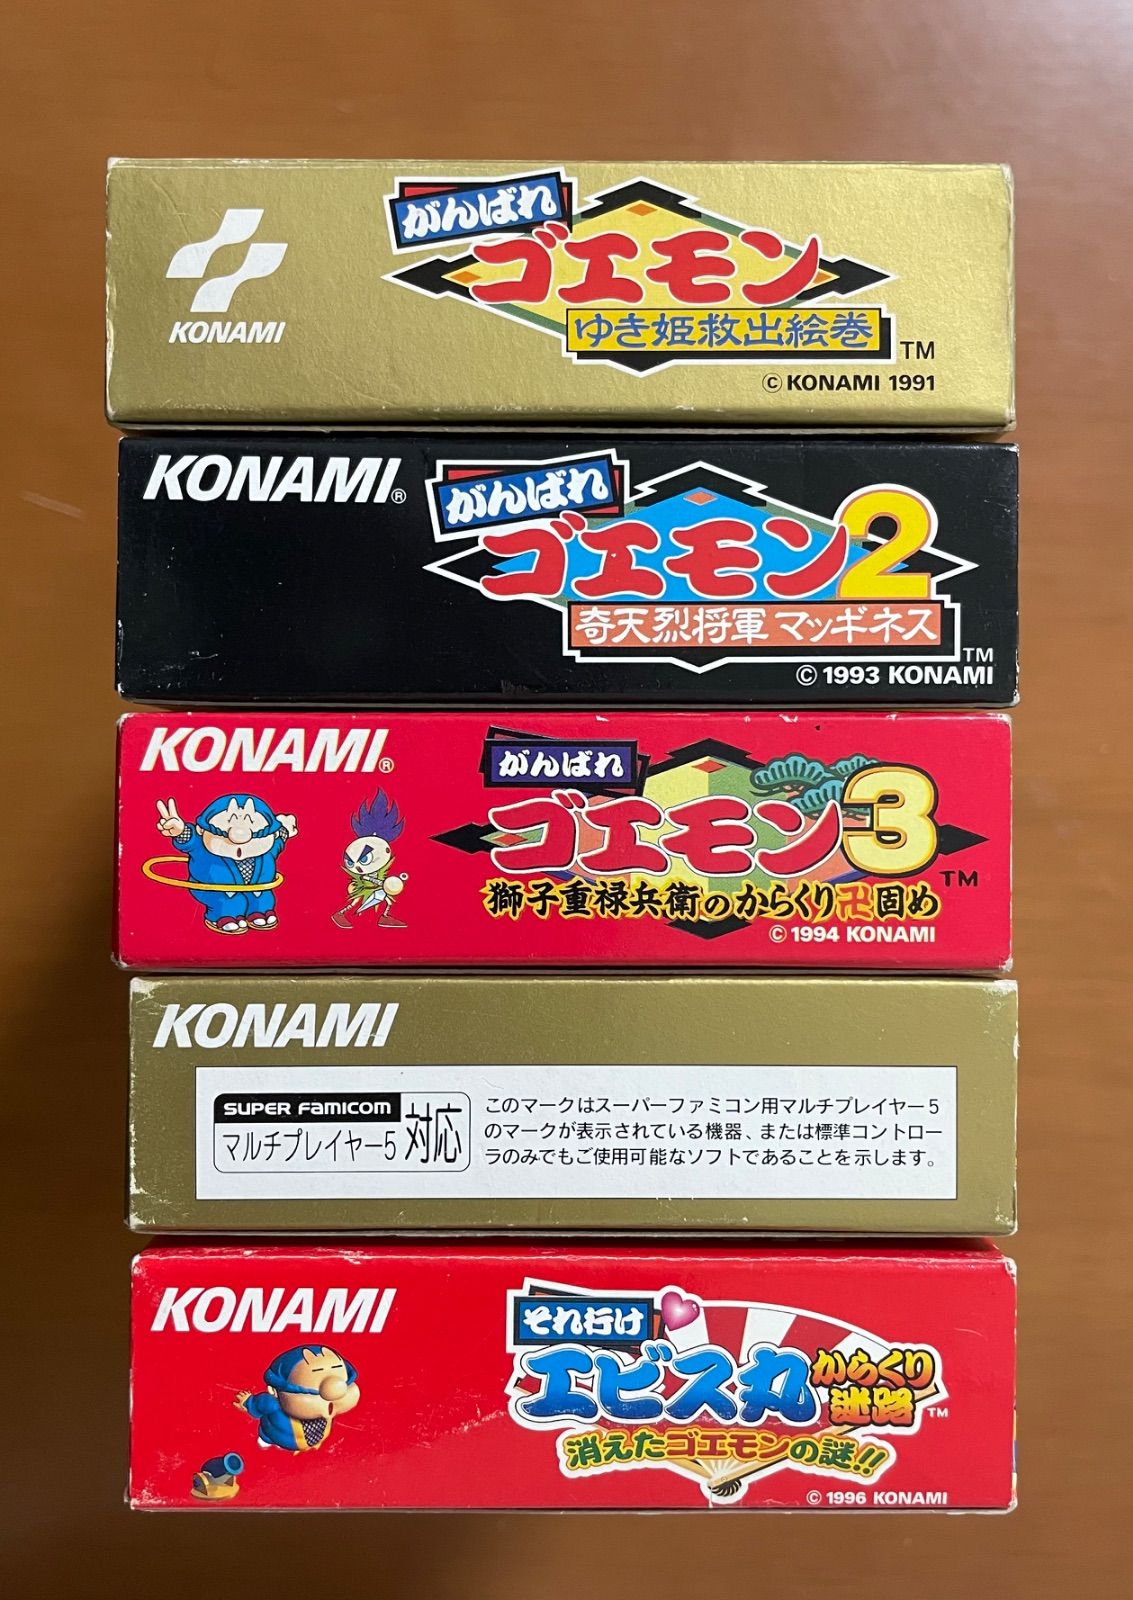 KONAMI
がんばれ
ゴエモン
ゆき姫救出絵巻
TM
© KONAMI 1991
KONAMI®
がんばれ
ゴエモン2
奇天烈将軍 マッギネス
TM
© 1993 KONAMI
KONAMI®
がんばれ
ゴエモン3
TM
獅子重禄兵衛のからくり卍固め
© 1994 KONAMI
KONAMI
SUPER FAMICOM
マルチプレイヤー5 対応
このマークはスーパーファミコン用マルチプレイヤー5
のマークが表示されている機器、または標準コントロー
ラのみでもご使用可能なソフトであることを示します。
KONAMI
それ行け
エビス丸 からくり
迷路
TM
消えたゴエモンの謎!!
© 1996 KONAMI